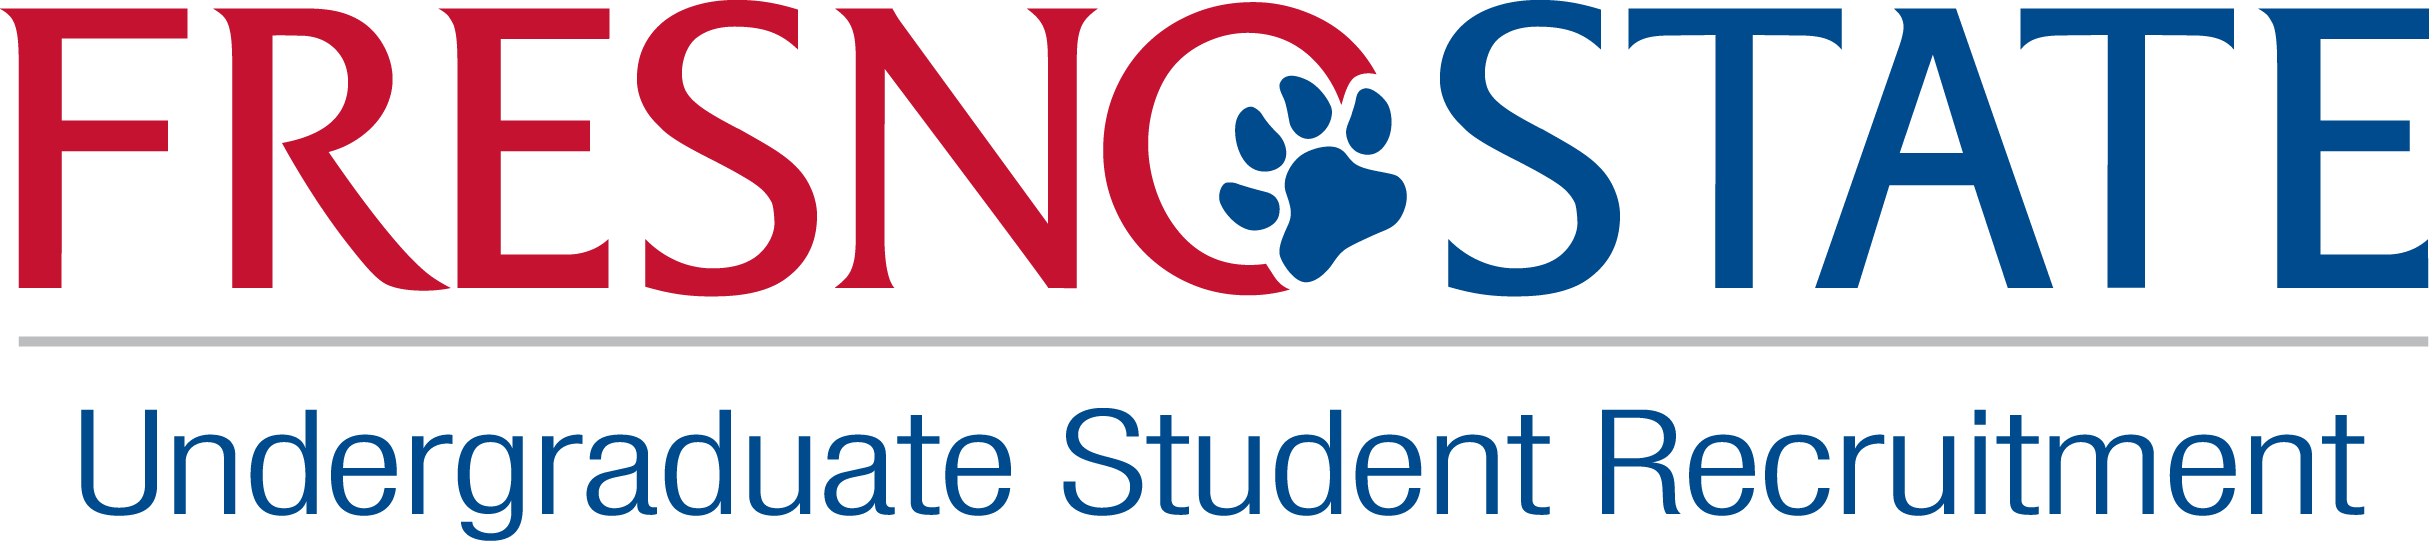 FRESNO STATE
Undergraduate Student Recruitment